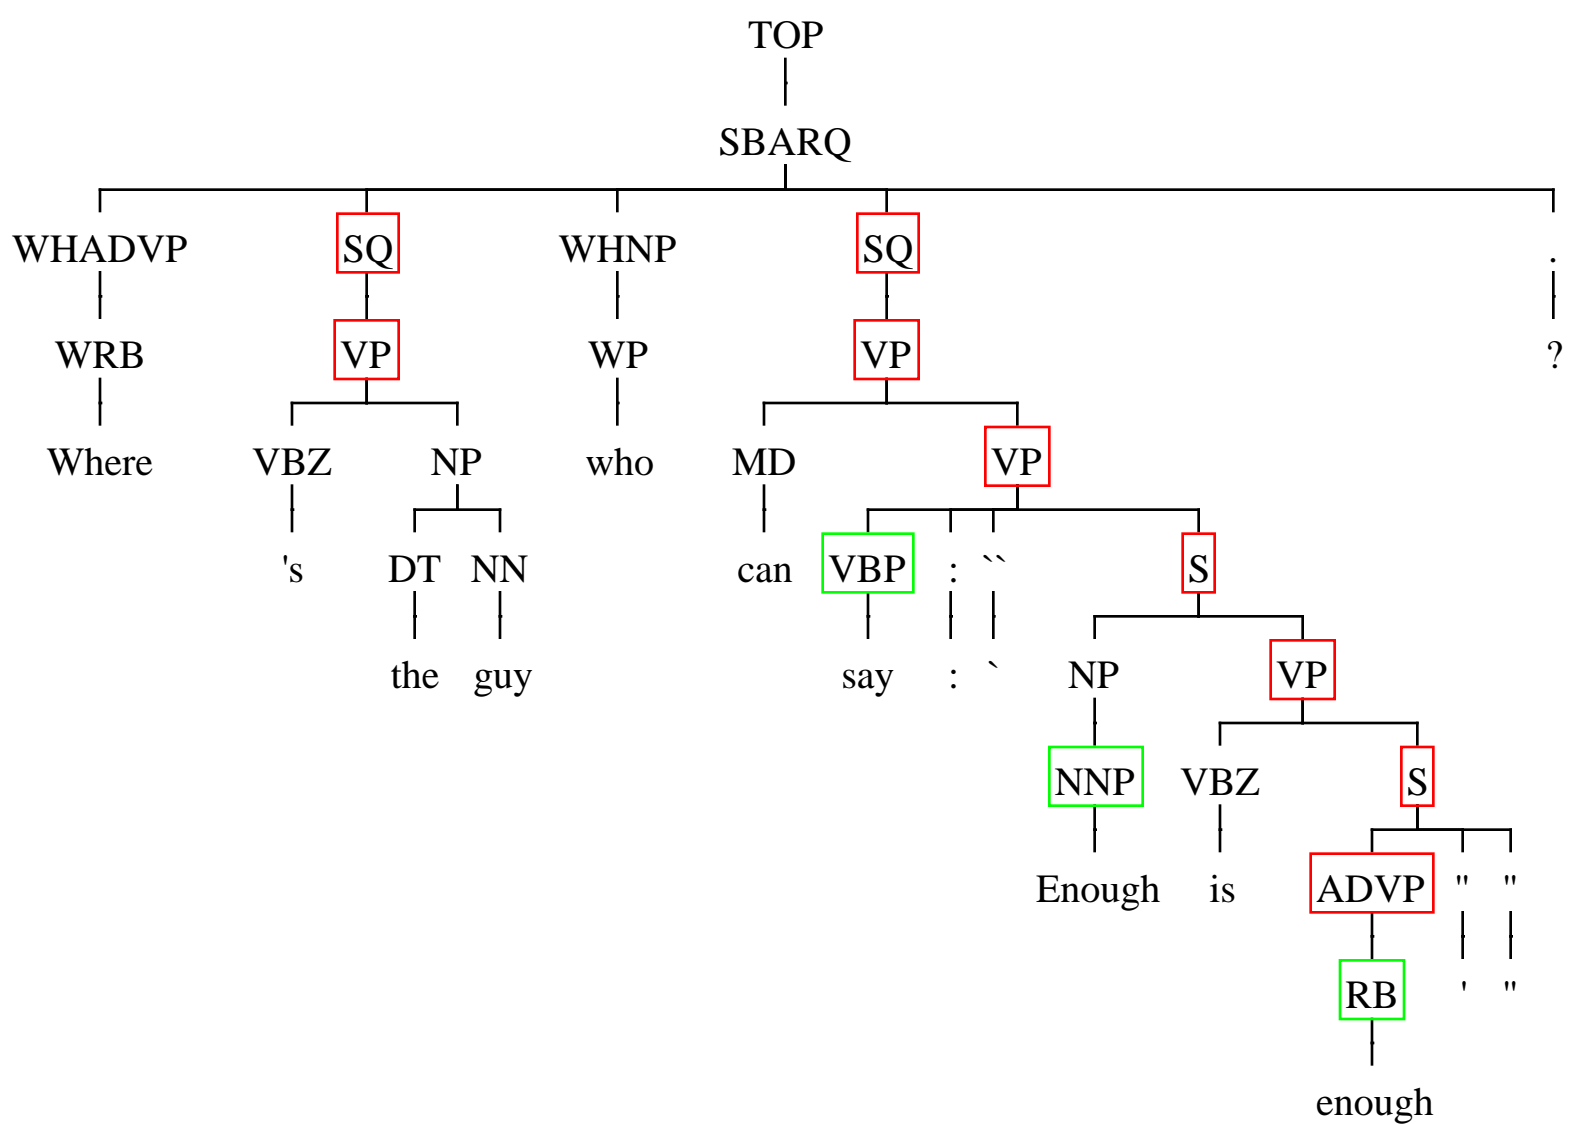 TOP
SBARQ
WHADVP SQ WHNP SQ .
WRB VP WP VP ?
Where VBZ NP who MD VP
's DT NN can VBP : `` S
the guy say : ` NP VP
NNP VBZ S
Enough is ADVP " "
RB ' "
enough